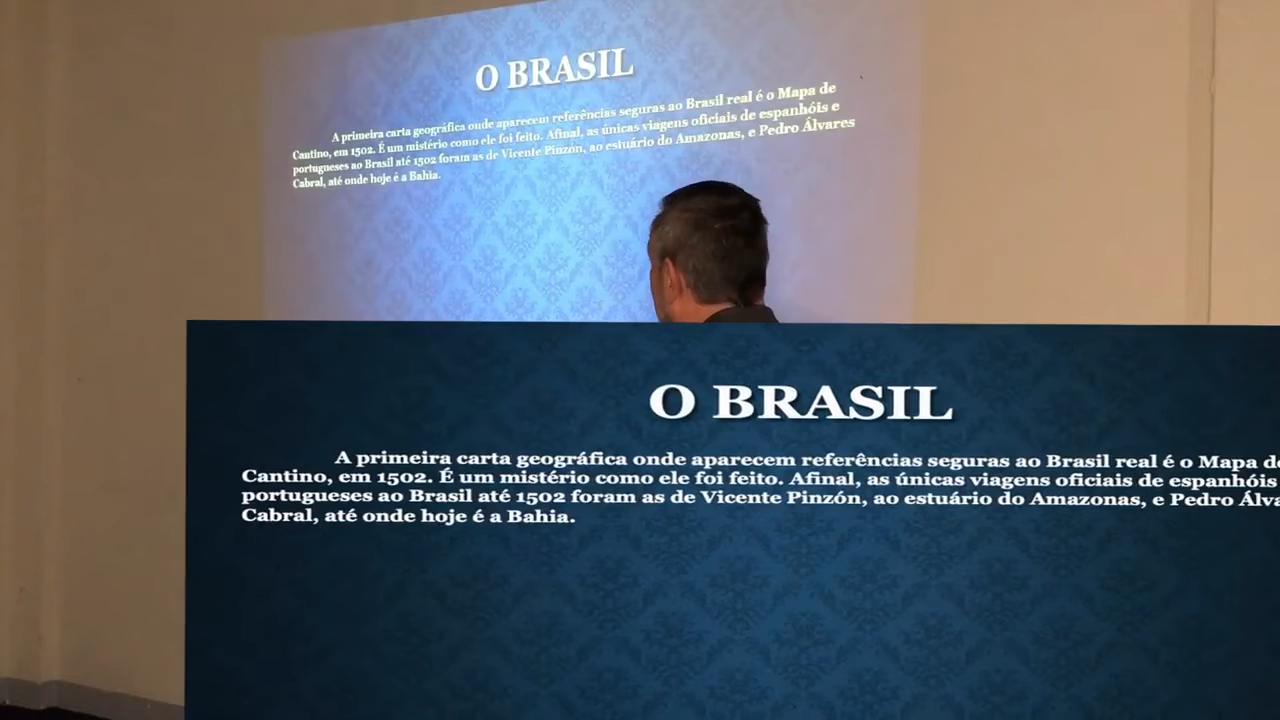 O BRASIL
A primeira carta geográfica onde aparecem referências seguras ao Brasil real é o Mapa de
Cantino, em 1502. É um mistério como ele foi feito. Afinal, as únicas viagens oficiais de espanhóis e
portugueses ao Brasil até 1502 foram as de Vicente Pinzón, ao estuário do Amazonas, e Pedro Álvares
Cabral, até onde hoje é a Bahia.
O BRASIL
A primeira carta geográfica onde aparecem referências seguras ao Brasil real é o Mapa de
Cantino, em 1502. É um mistério como ele foi feito. Afinal, as únicas viagens oficiais de espanhóis
portugueses ao Brasil até 1502 foram as de Vicente Pinzón, ao estuário do Amazonas, e Pedro Álva
Cabral, até onde hoje é a Bahia.